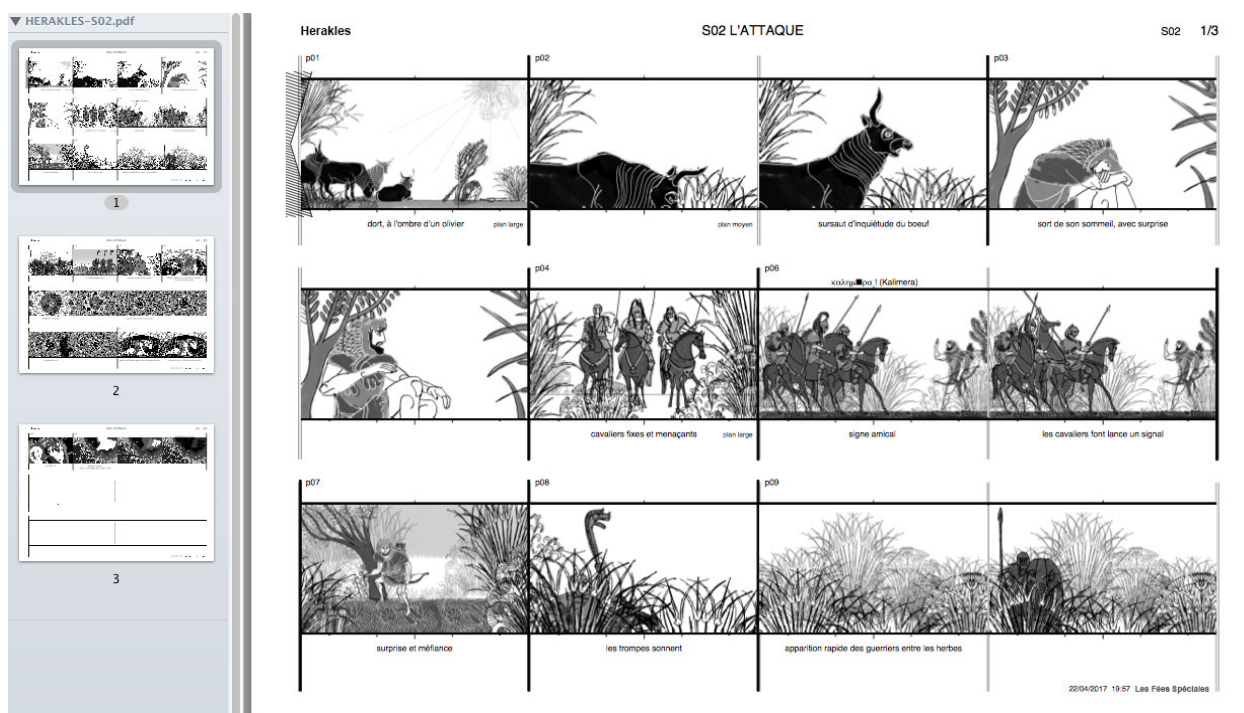 HERAKLES-S02.pdf
1
2
3
Herakles
S02 L'ATTAQUE
S02 1/3
p01
p02
p03
dort, à l'ombre d'un olivier
plan large
plan moyen
sursaut d'inquiétude du boeuf
sort de son sommeil, avec surprise
p04
p06
καλημ■ρα ! (Kalimera)
cavaliers fixes et menaçants
plan large
signe amical
les cavaliers font lance un signal
p07
p08
p09
surprise et méfiance
les trompes sonnent
apparition rapide des guerriers entre les herbes
22/04/2017 19:57 Les Fées Spéciales